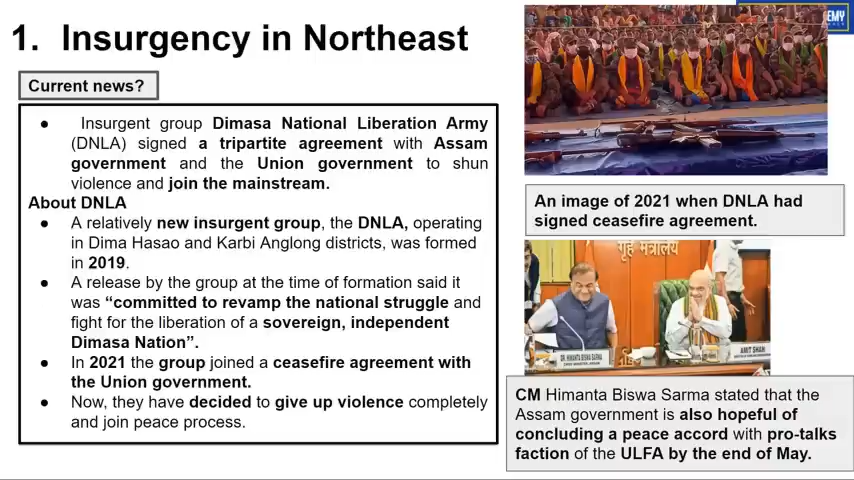 1. Insurgency in Northeast
EMY
Current news?
● Insurgent group Dimasa National Liberation Army
(DNLA) signed a tripartite agreement with Assam
government and the Union government to shun
violence and join the mainstream.
About DNLA
● A relatively new insurgent group, the DNLA, operating
in Dima Hasao and Karbi Anglong districts, was formed
in 2019.
● A release by the group at the time of formation said it
was “committed to revamp the national struggle and
fight for the liberation of a sovereign, independent
Dimasa Nation”.
● In 2021 the group joined a ceasefire agreement with
the Union government.
● Now, they have decided to give up violence completely
and join peace process.
An image of 2021 when DNLA had
signed ceasefire agreement.
गृह मंत्रालय
DR. HIMANTA BISWA SARMA
AMIT SHAH
CM Himanta Biswa Sarma stated that the
Assam government is also hopeful of
concluding a peace accord with pro-talks
faction of the ULFA by the end of May.